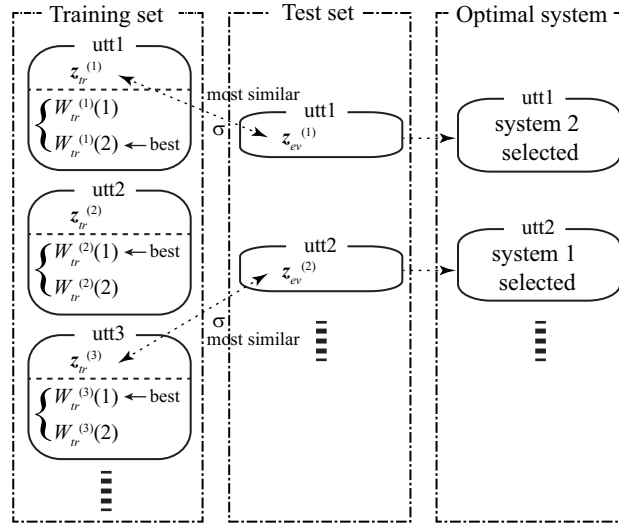 Training set
utt1
z_tr^(1)
W_tr^(1)(1)
W_tr^(1)(2) ← best
utt2
z_tr^(2)
W_tr^(2)(1) ← best
W_tr^(2)(2)
utt3
z_tr^(3)
W_tr^(3)(1) ← best
W_tr^(3)(2)
most similar
σ
σ
most similar
Test set
utt1
z_ev^(1)
utt2
z_ev^(2)
Optimal system
utt1
system 2
selected
utt2
system 1
selected